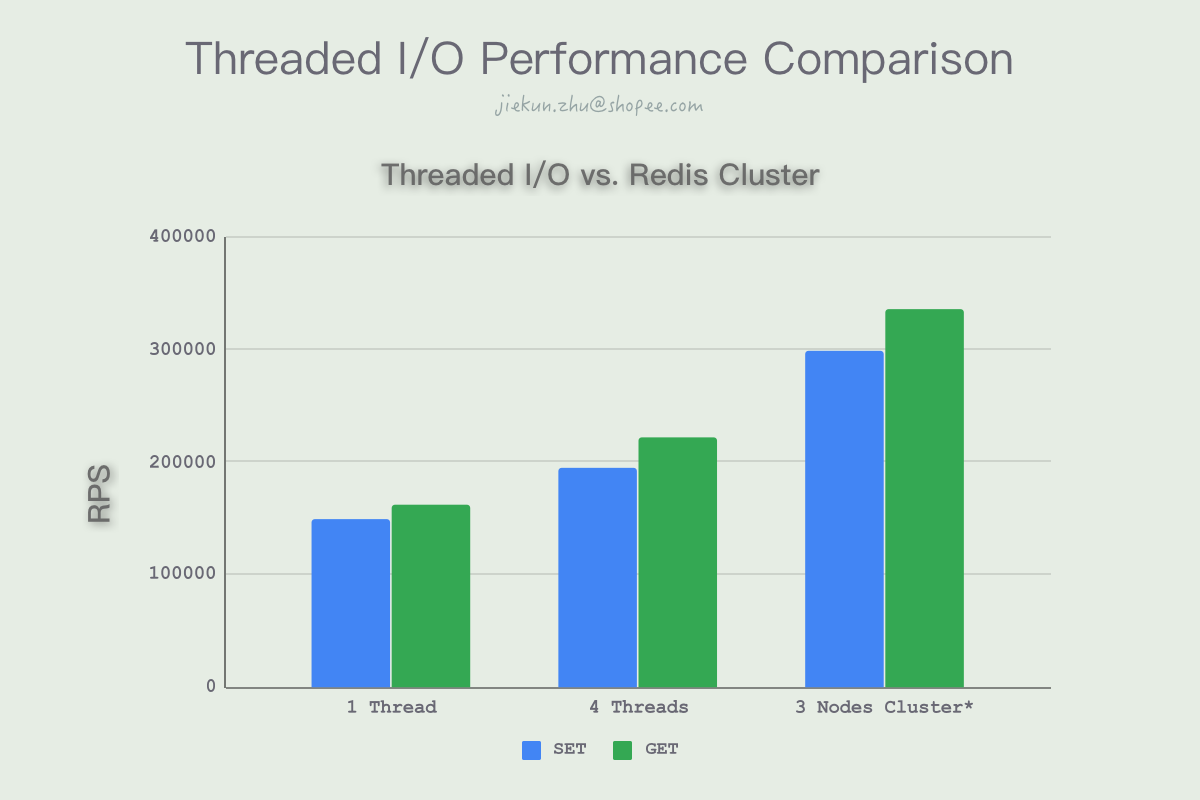 Threaded I/O Performance Comparison
jiekun.zhu@shopee.com
Threaded I/O vs. Redis Cluster
400000
300000
200000
100000
0
RPS
1 Thread
4 Threads
3 Nodes Cluster*
SET
GET